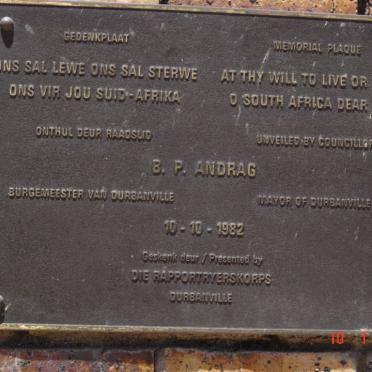 GEDENKPLAAT
ONS SAL LEWE ONS SAL STERWE
ONS VIR JOU SUID-AFRIKA
ONTHUL DEUR RAADSLID
MEMORIAL PLAQUE
AT THY WILL TO LIVE OR
O SOUTH AFRICA DEAR
UNVEILED BY COUNCILLOR
B. P. ANDRAG
BURGEMEESTER VAN DURBANVILLE
MAYOR OF DURBANVILLE
10 - 10 - 1982
Geskenk deur / Presented by
DIE RAPPORTRYERSKORPS
DURBANVILLE
10